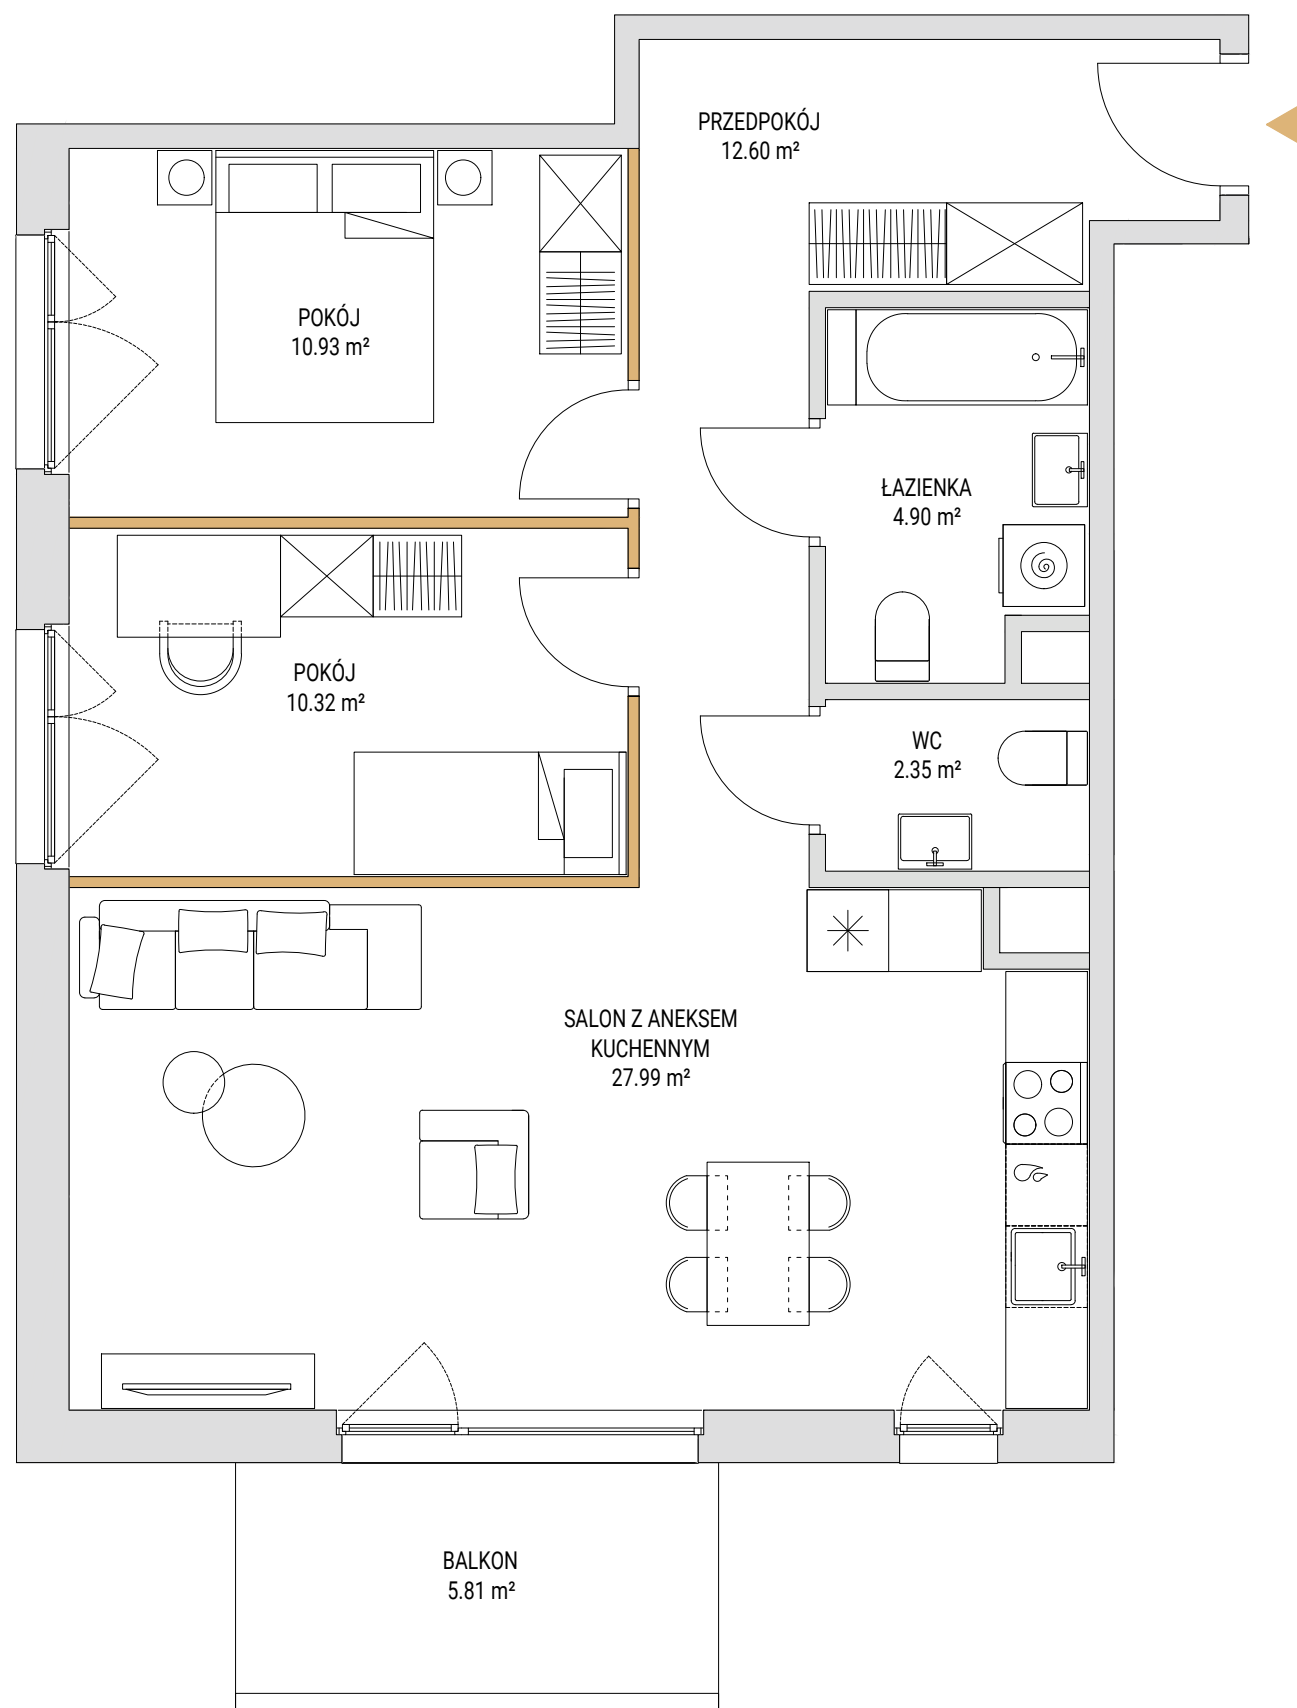 PRZEDPOKÓJ
12.60 m²
POKÓJ
10.93 m²
ŁAZIENKA
4.90 m²
POKÓJ
10.32 m²
WC
2.35 m²
SALON Z ANEKSEM
KUCHENNYM
27.99 m²
BALKON
5.81 m²